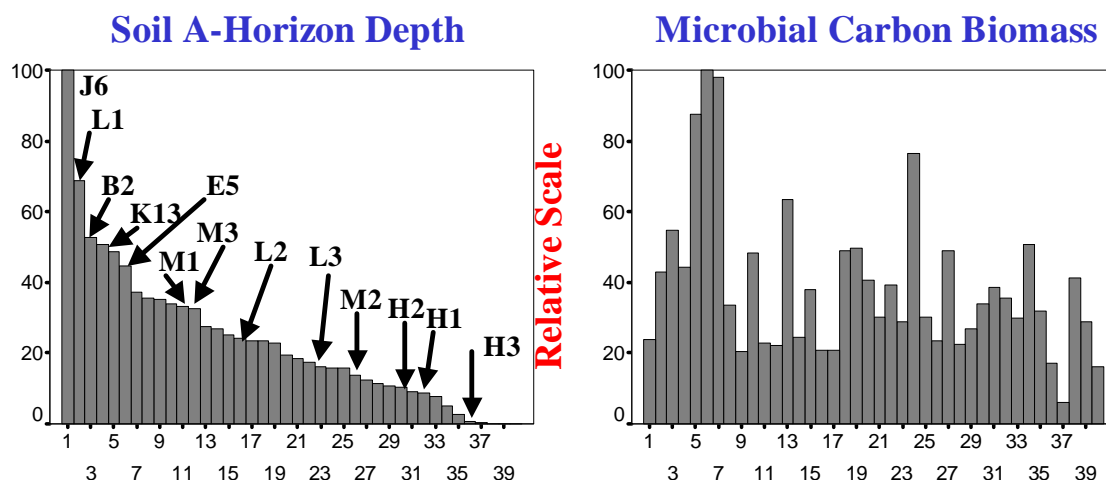 Soil A-Horizon Depth
100
80
60
40
20
0
J6
L1
B2
K13
E5
M1
M3
L2
L3
M2
H2
H1
H3
1 5 9 13 17 21 25 29 33 37
3 7 11 15 19 23 27 31 35 39
Relative Scale
Microbial Carbon Biomass
100
80
60
40
20
0
1 5 9 13 17 21 25 29 33 37
3 7 11 15 19 23 27 31 35 39